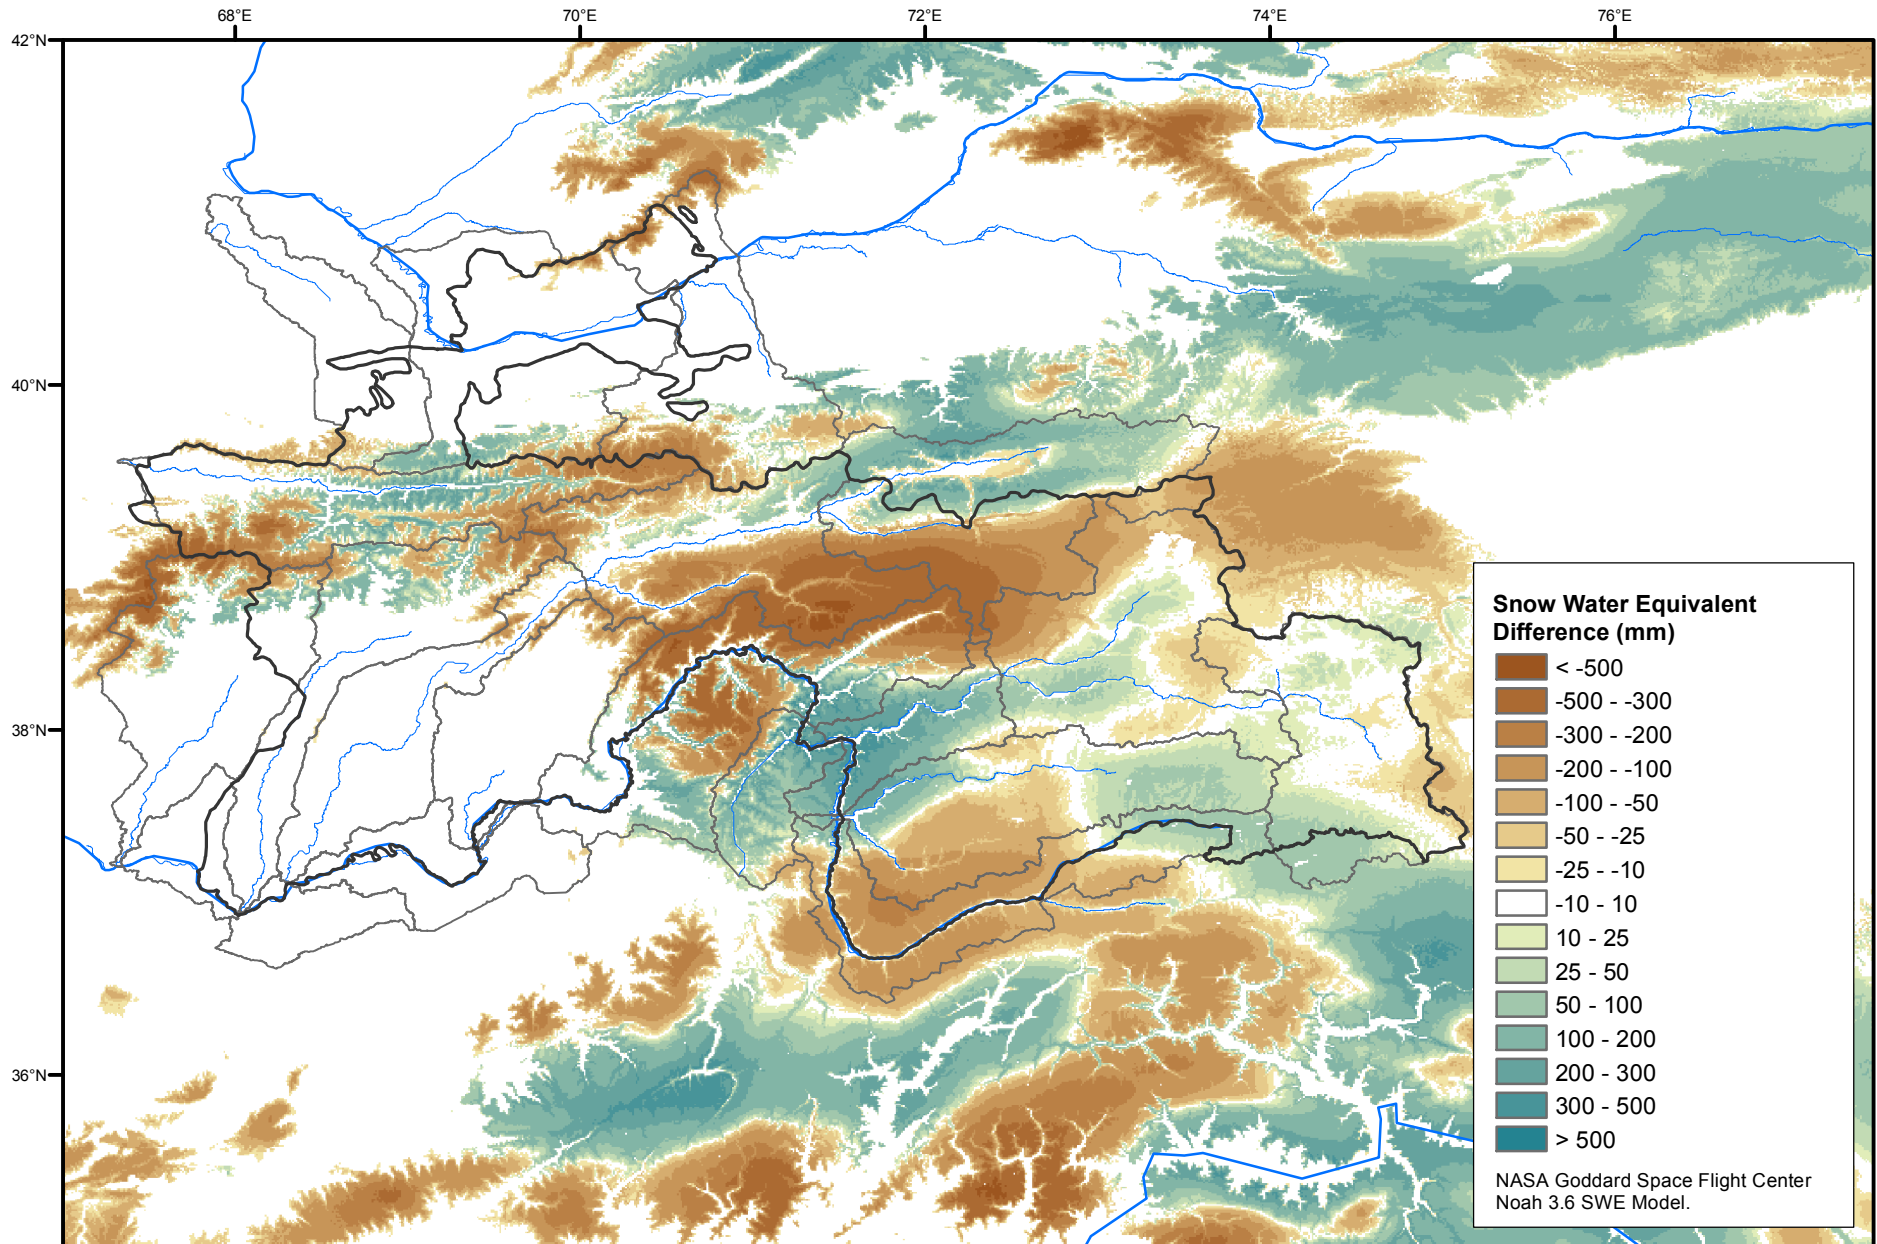 68°E
70°E
72°E
74°E
76°E
42°N
40°N
38°N
36°N
Snow Water Equivalent
Difference (mm)
< -500
-500 - -300
-300 - -200
-200 - -100
-100 - -50
-50 - -25
-25 - -10
-10 - 10
10 - 25
25 - 50
50 - 100
100 - 200
200 - 300
300 - 500
> 500
NASA Goddard Space Flight Center
Noah 3.6 SWE Model.